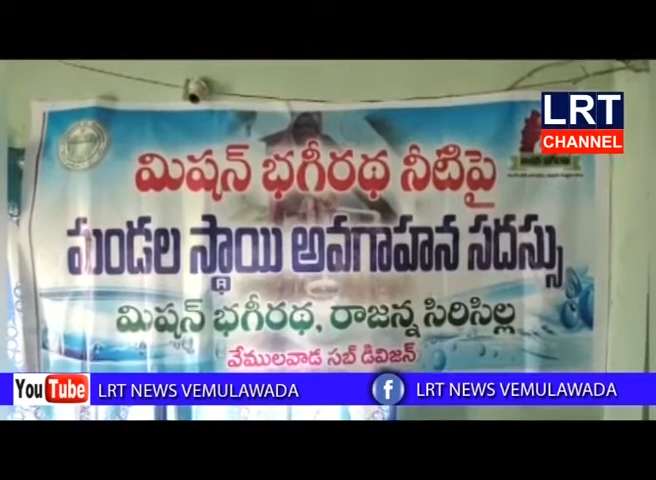 LRT
CHANNEL
మిషన్ భగీరథ నీటిపై
మండల స్థాయి అవగాహన సదస్సు
మిషన్ భగీరథ, రాజన్న సిరిసిల్ల
వేములవాడ సబ్ డివిజన్
YouTube LRT NEWS VEMULAWADA f LRT NEWS VEMULAWADA